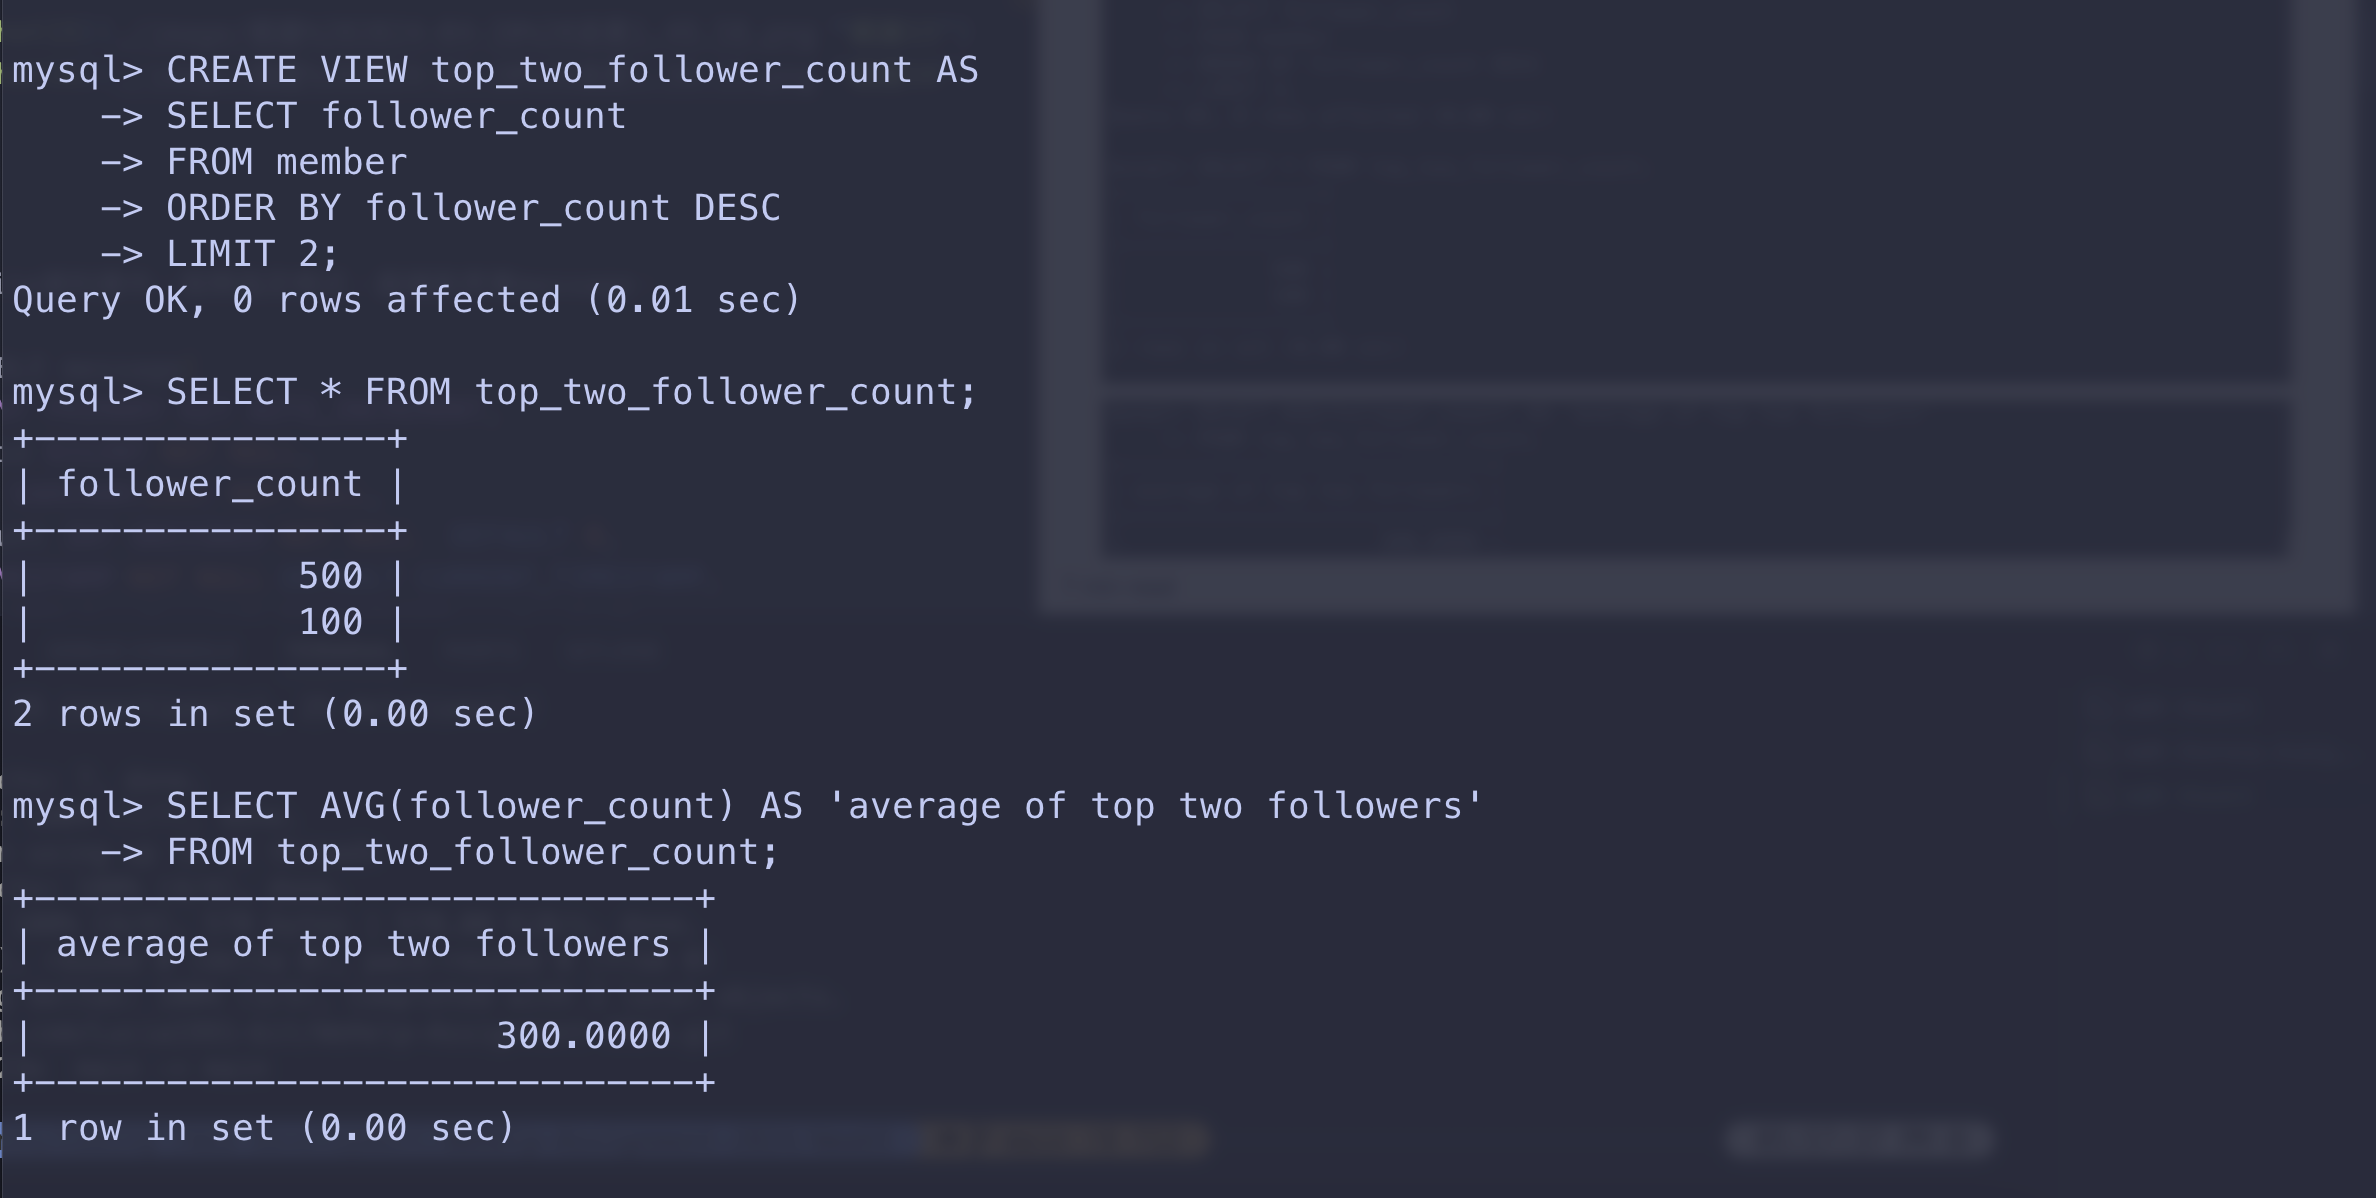 mysql> CREATE VIEW top_two_follower_count AS
    -> SELECT follower_count
    -> FROM member
    -> ORDER BY follower_count DESC
    -> LIMIT 2;
Query OK, 0 rows affected (0.01 sec)

mysql> SELECT * FROM top_two_follower_count;
+----------------+
| follower_count |
+----------------+
|            500 |
|            100 |
+----------------+
2 rows in set (0.00 sec)

mysql> SELECT AVG(follower_count) AS 'average of top two followers'
    -> FROM top_two_follower_count;
+------------------------------+
| average of top two followers |
+------------------------------+
|                     300.0000 |
+------------------------------+
1 row in set (0.00 sec)